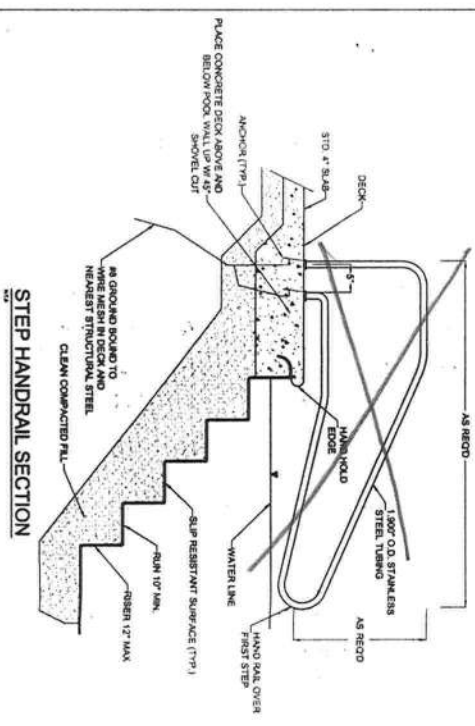 AS REQ'D
AS REQ'D
1.900" O.D. STAINLESS
STEEL TUBING
HAND RAIL OVER
FIRST STEP
5"
DECK
STD. 4" SLAB
ANCHOR (TYP.)
PLACE CONCRETE DECK ABOVE AND
BELOW POOL WALL UP W/ 45°
SHOVEL CUT
HAND HOLD
EDGE
WATER LINE
SLIP RESISTANT SURFACE (TYP.)
RUN 10" MIN.
RISER 12" MAX
#8 GROUND BOUND TO
WIRE MESH IN DECK AND
NEAREST STRUCTURAL STEEL
CLEAN COMPACTED FILL
STEP HANDRAIL SECTION